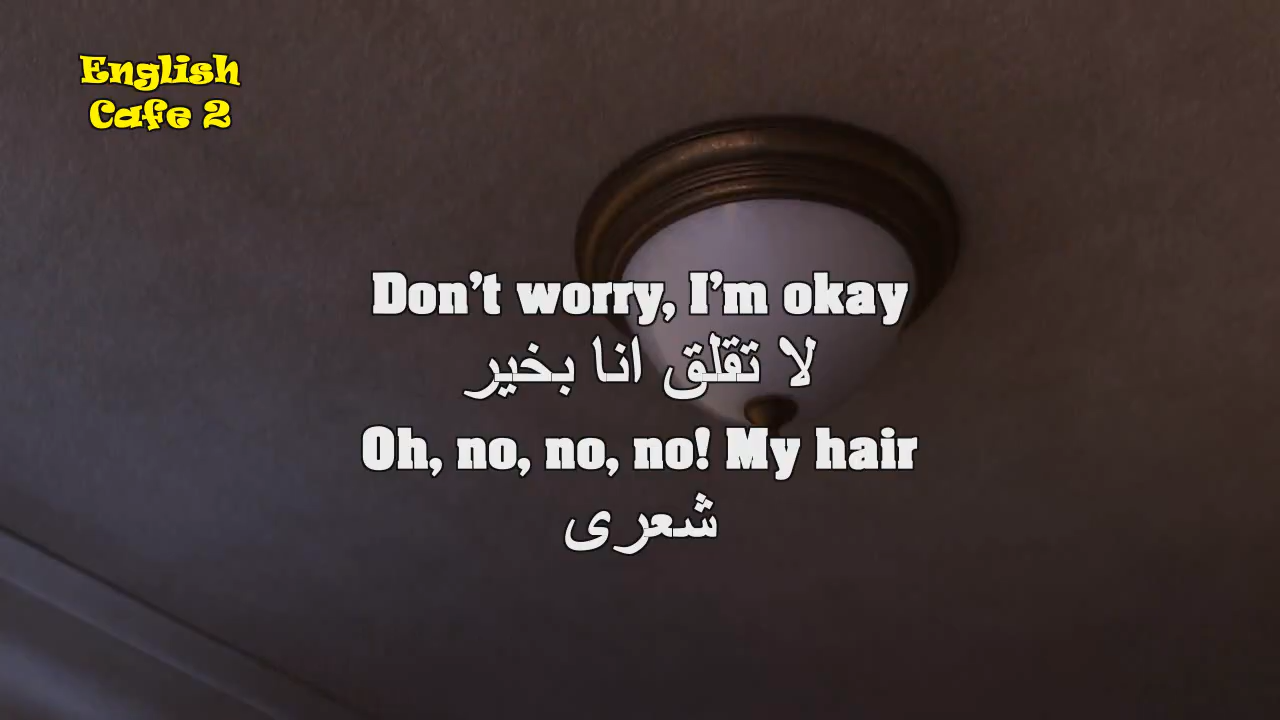 English
Cafe 2
Don't worry, I'm okay
لا تقلق انا بخير
Oh, no, no, no! My hair
شعرى